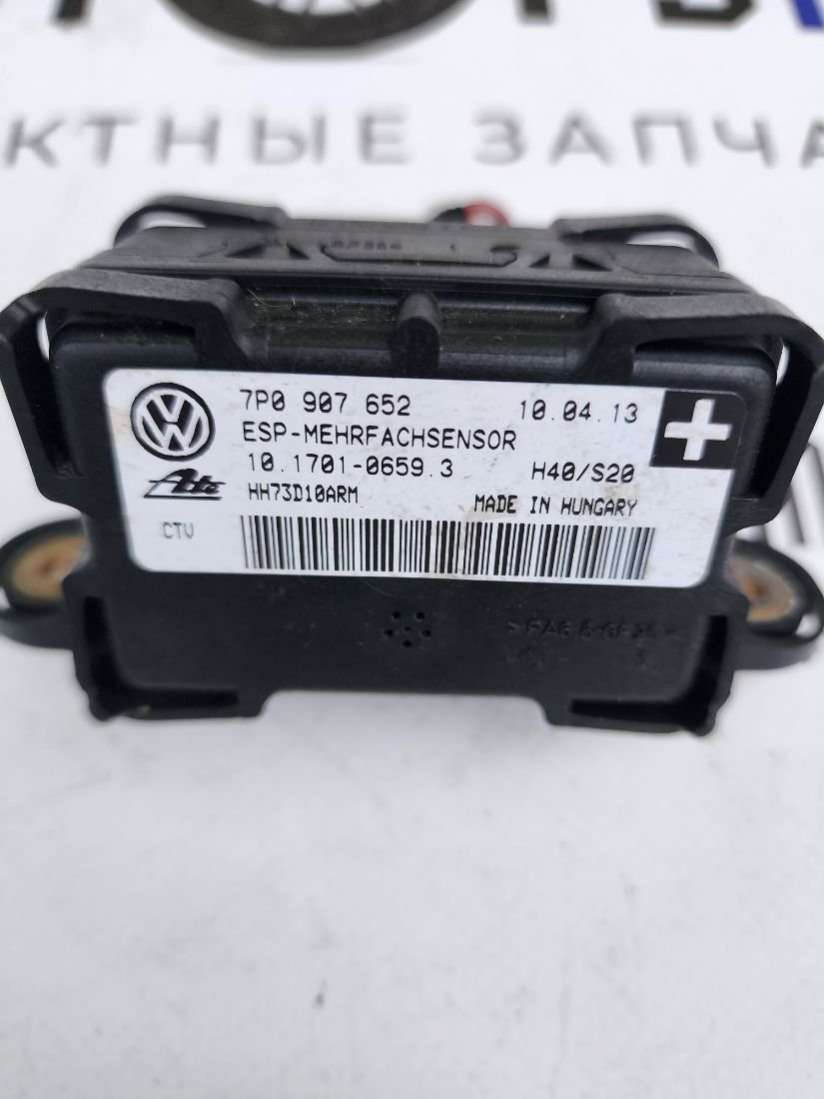 КТНЫЕ ЗАПЧА
7P0 907 652
10.04.13
ESP-MEHRFACHSENSOR
10.1701-0659.3
H40/S20
Ate
HH73D10ARM
MADE IN HUNGARY
CTV